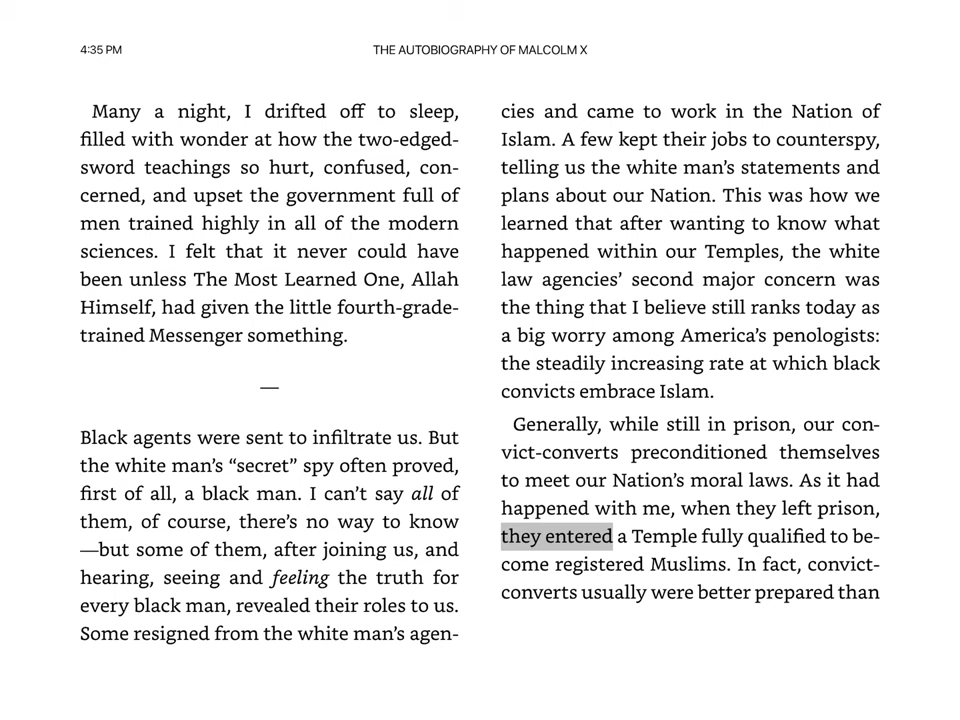 4:35 PM
THE AUTOBIOGRAPHY OF MALCOLM X
Many a night, I drifted off to sleep,
filled with wonder at how the two-edged-
sword teachings so hurt, confused, con-
cerned, and upset the government full of
men trained highly in all of the modern
sciences. I felt that it never could have
been unless The Most Learned One, Allah
Himself, had given the little fourth-grade-
trained Messenger something.
—
Black agents were sent to infiltrate us. But
the white man’s “secret” spy often proved,
first of all, a black man. I can’t say all of
them, of course, there’s no way to know
—but some of them, after joining us, and
hearing, seeing and feeling the truth for
every black man, revealed their roles to us.
Some resigned from the white man’s agen-
cies and came to work in the Nation of
Islam. A few kept their jobs to counterspy,
telling us the white man’s statements and
plans about our Nation. This was how we
learned that after wanting to know what
happened within our Temples, the white
law agencies’ second major concern was
the thing that I believe still ranks today as
a big worry among America’s penologists:
the steadily increasing rate at which black
convicts embrace Islam.
Generally, while still in prison, our con-
vict-converts preconditioned themselves
to meet our Nation’s moral laws. As it had
happened with me, when they left prison,
they entered a Temple fully qualified to be-
come registered Muslims. In fact, convict-
converts usually were better prepared than